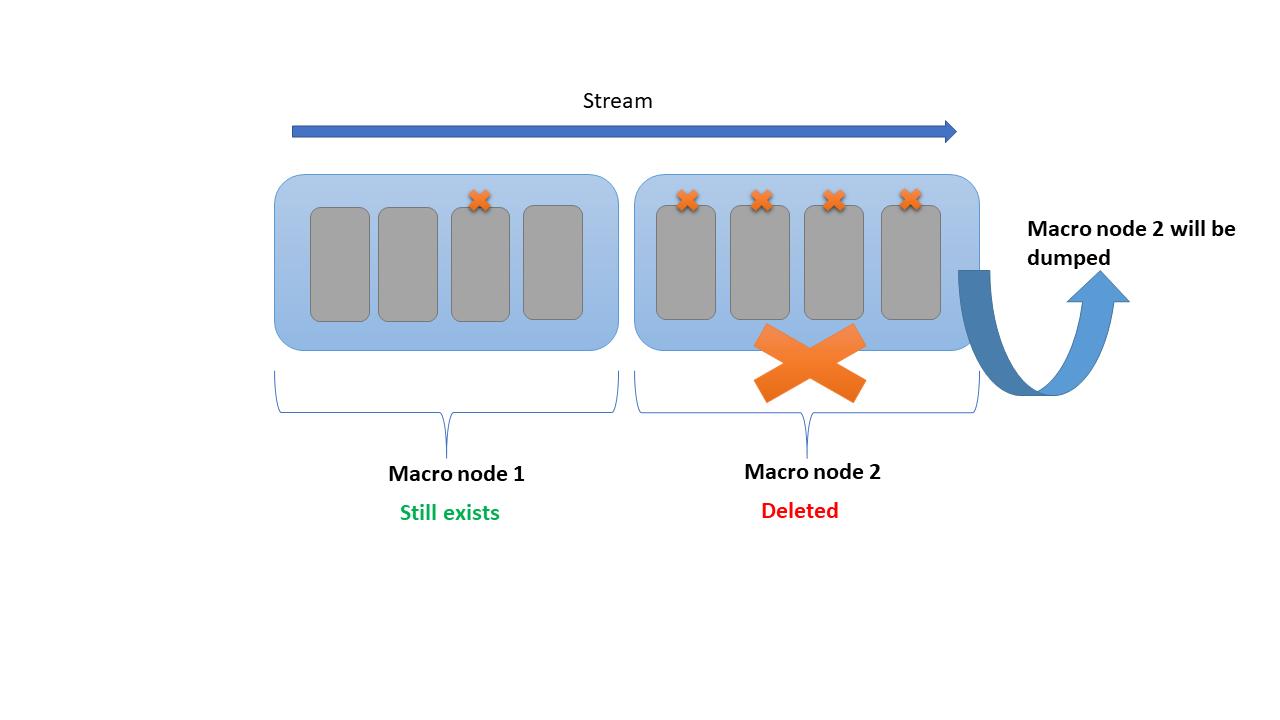 Stream
Macro node 2 will be
dumped
Macro node 1
Macro node 2
Still exists
Deleted